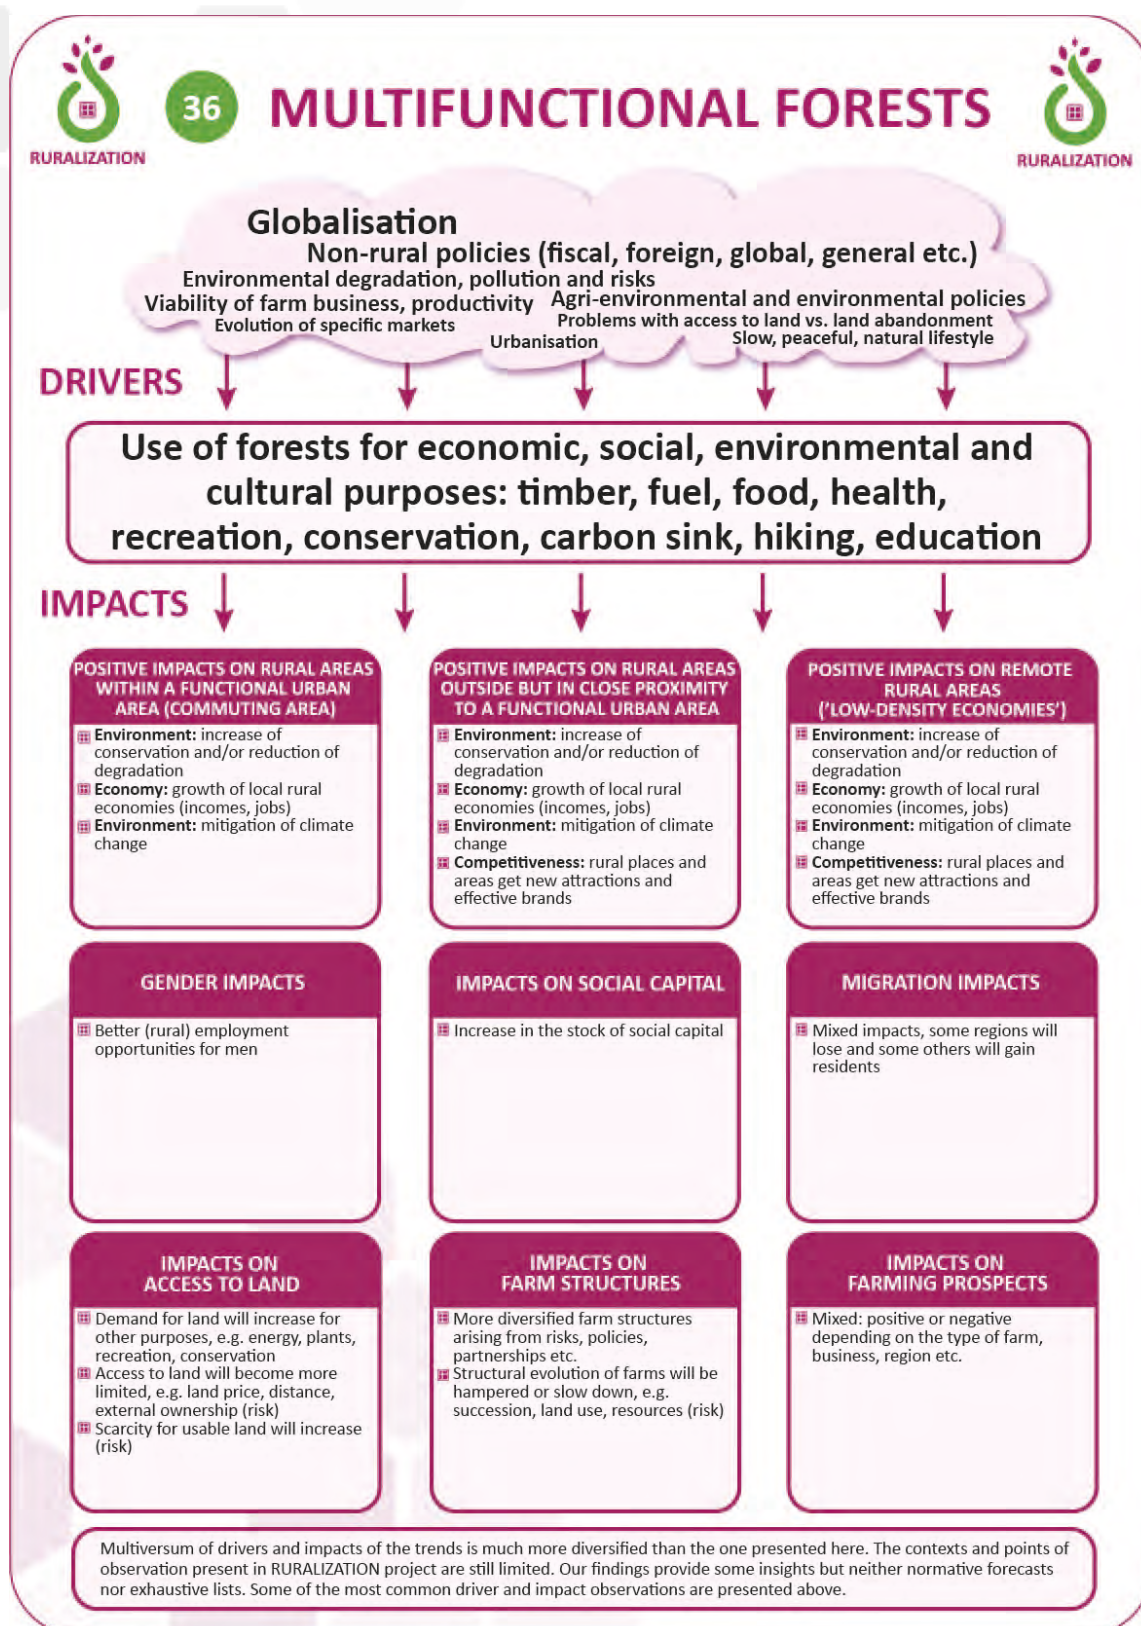 RURALIZATION
36
MULTIFUNCTIONAL FORESTS
RURALIZATION
Globalisation
Non-rural policies (fiscal, foreign, global, general etc.)
Environmental degradation, pollution and risks
Viability of farm business, productivity
Agri-environmental and environmental policies
Evolution of specific markets
Problems with access to land vs. land abandonment
Urbanisation
Slow, peaceful, natural lifestyle
DRIVERS
Use of forests for economic, social, environmental and
cultural purposes: timber, fuel, food, health,
recreation, conservation, carbon sink, hiking, education
IMPACTS
POSITIVE IMPACTS ON RURAL AREAS
WITHIN A FUNCTIONAL URBAN
AREA (COMMUTING AREA)
Environment: increase of
conservation and/or reduction of
degradation
Economy: growth of local rural
economies (incomes, jobs)
Environment: mitigation of climate
change
POSITIVE IMPACTS ON RURAL AREAS
OUTSIDE BUT IN CLOSE PROXIMITY
TO A FUNCTIONAL URBAN AREA
Environment: increase of
conservation and/or reduction of
degradation
Economy: growth of local rural
economies (incomes, jobs)
Environment: mitigation of climate
change
Competitiveness: rural places and
areas get new attractions and
effective brands
POSITIVE IMPACTS ON REMOTE
RURAL AREAS
('LOW-DENSITY ECONOMIES')
Environment: increase of
conservation and/or reduction of
degradation
Economy: growth of local rural
economies (incomes, jobs)
Environment: mitigation of climate
change
Competitiveness: rural places and
areas get new attractions and
effective brands
GENDER IMPACTS
Better (rural) employment
opportunities for men
IMPACTS ON SOCIAL CAPITAL
Increase in the stock of social capital
MIGRATION IMPACTS
Mixed impacts, some regions will
lose and some others will gain
residents
IMPACTS ON
ACCESS TO LAND
Demand for land will increase for
other purposes, e.g. energy, plants,
recreation, conservation
Access to land will become more
limited, e.g. land price, distance,
external ownership (risk)
Scarcity for usable land will increase
(risk)
IMPACTS ON
FARM STRUCTURES
More diversified farm structures
arising from risks, policies,
partnerships etc.
Structural evolution of farms will be
hampered or slow down, e.g.
succession, land use, resources (risk)
IMPACTS ON
FARMING PROSPECTS
Mixed: positive or negative
depending on the type of farm,
business, region etc.
Multiversum of drivers and impacts of the trends is much more diversified than the one presented here. The contexts and points of
observation present in RURALIZATION project are still limited. Our findings provide some insights but neither normative forecasts
nor exhaustive lists. Some of the most common driver and impact observations are presented above.